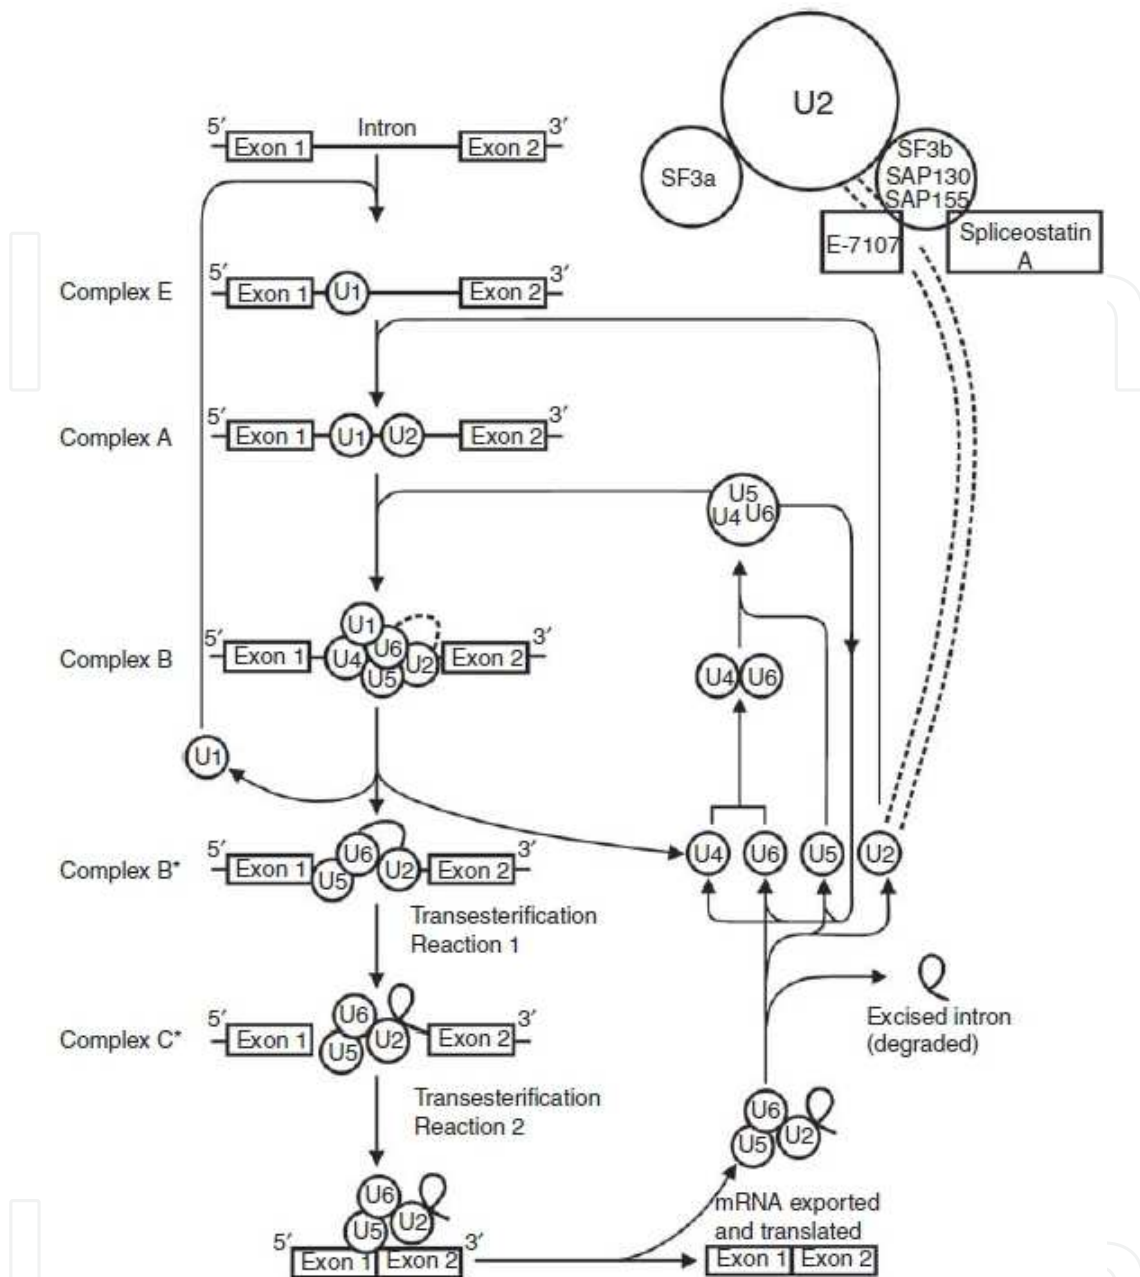 U2
SF3a
SF3b
SAP130
SAP155
E-7107
Spliceostatin
A
5′ Exon 1 Intron Exon 2 3′
Complex E 5′ Exon 1 U1 Exon 2 3′
Complex A 5′ Exon 1 U1 U2 Exon 2 3′
U5
U4 U6
Complex B 5′ Exon 1 U1 U4 U6 U5 U2 Exon 2 3′
U4 U6
U1
U4 U6 U5 U2
Complex B* 5′ Exon 1 U5 U6 U2 Exon 2 3′
Transesterification
Reaction 1
Complex C* 5′ Exon 1 U6 U5 U2 Exon 2 3′
Excised intron
(degraded)
Transesterification
Reaction 2
U6
U5 U2
U6
U5 U2
5′ Exon 1 Exon 2 3′
mRNA exported
and translated
Exon 1 Exon 2